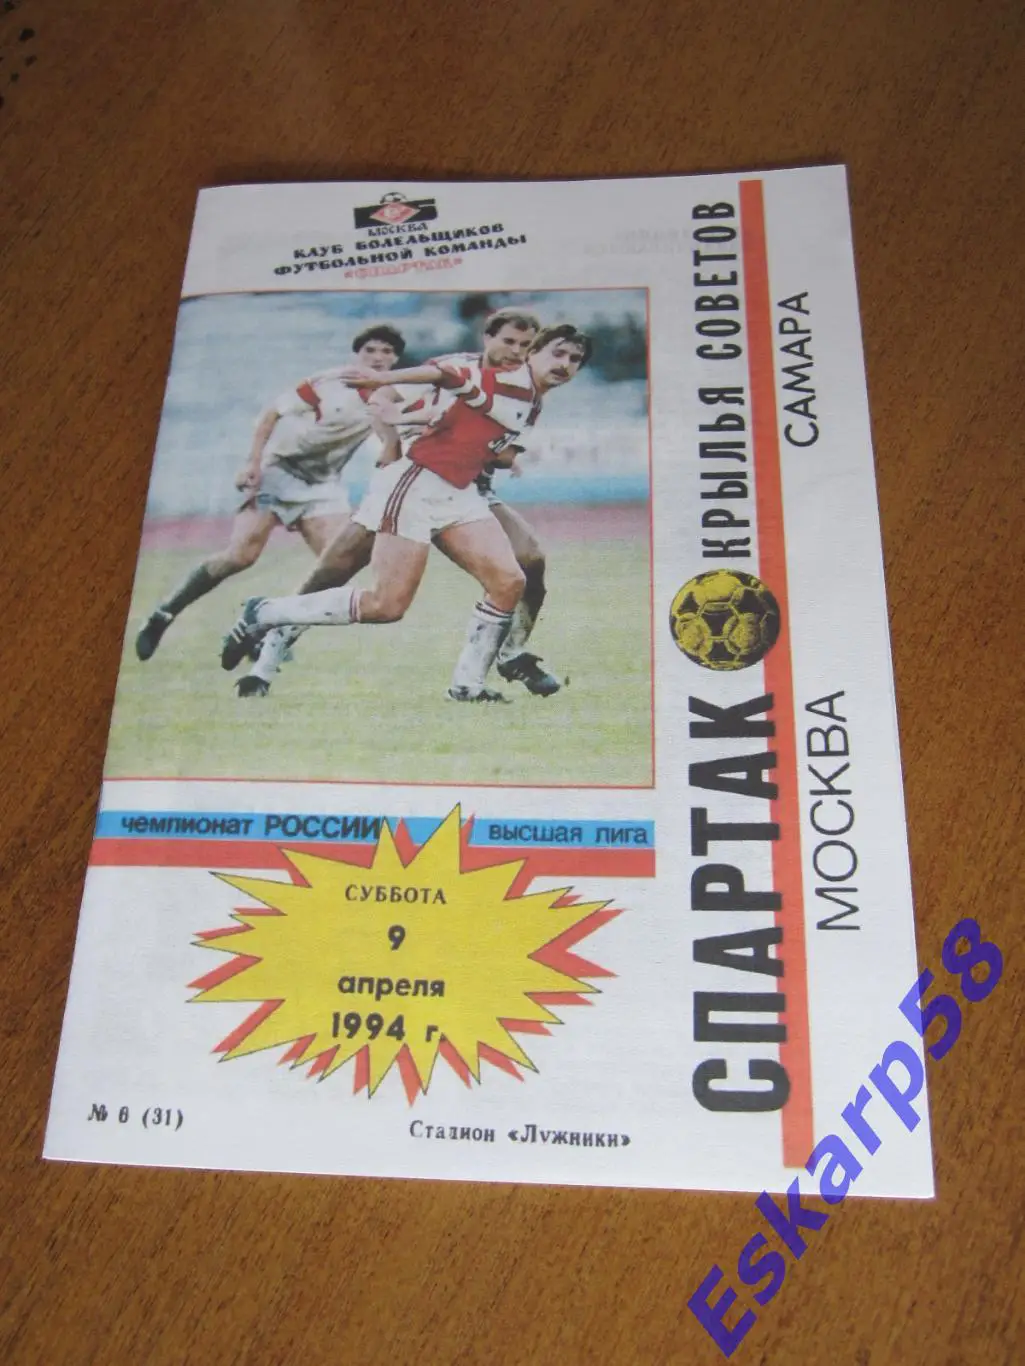 МОСКВА
КЛУБ БОЛЕЛЬЩИКОВ
ФУТБОЛЬНОЙ КОМАНДЫ
«СПАРТАК»
СПАРТАК КРЫЛЬЯ СОВЕТОВ
МОСКВА САМАРА
чемпионат РОССИИ высшая лига
СУББОТА
9
апреля
1994 г.
№ 6 (31)
Стадион «Лужники»
Eskarp58